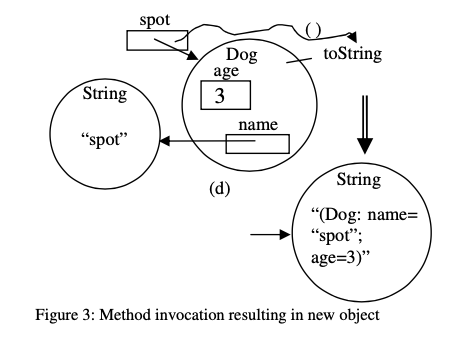 spot
( )
Dog
toString
age
3
String
name
“spot”
(d)
String
“(Dog: name=
“spot”;
age=3)”
Figure 3: Method invocation resulting in new object